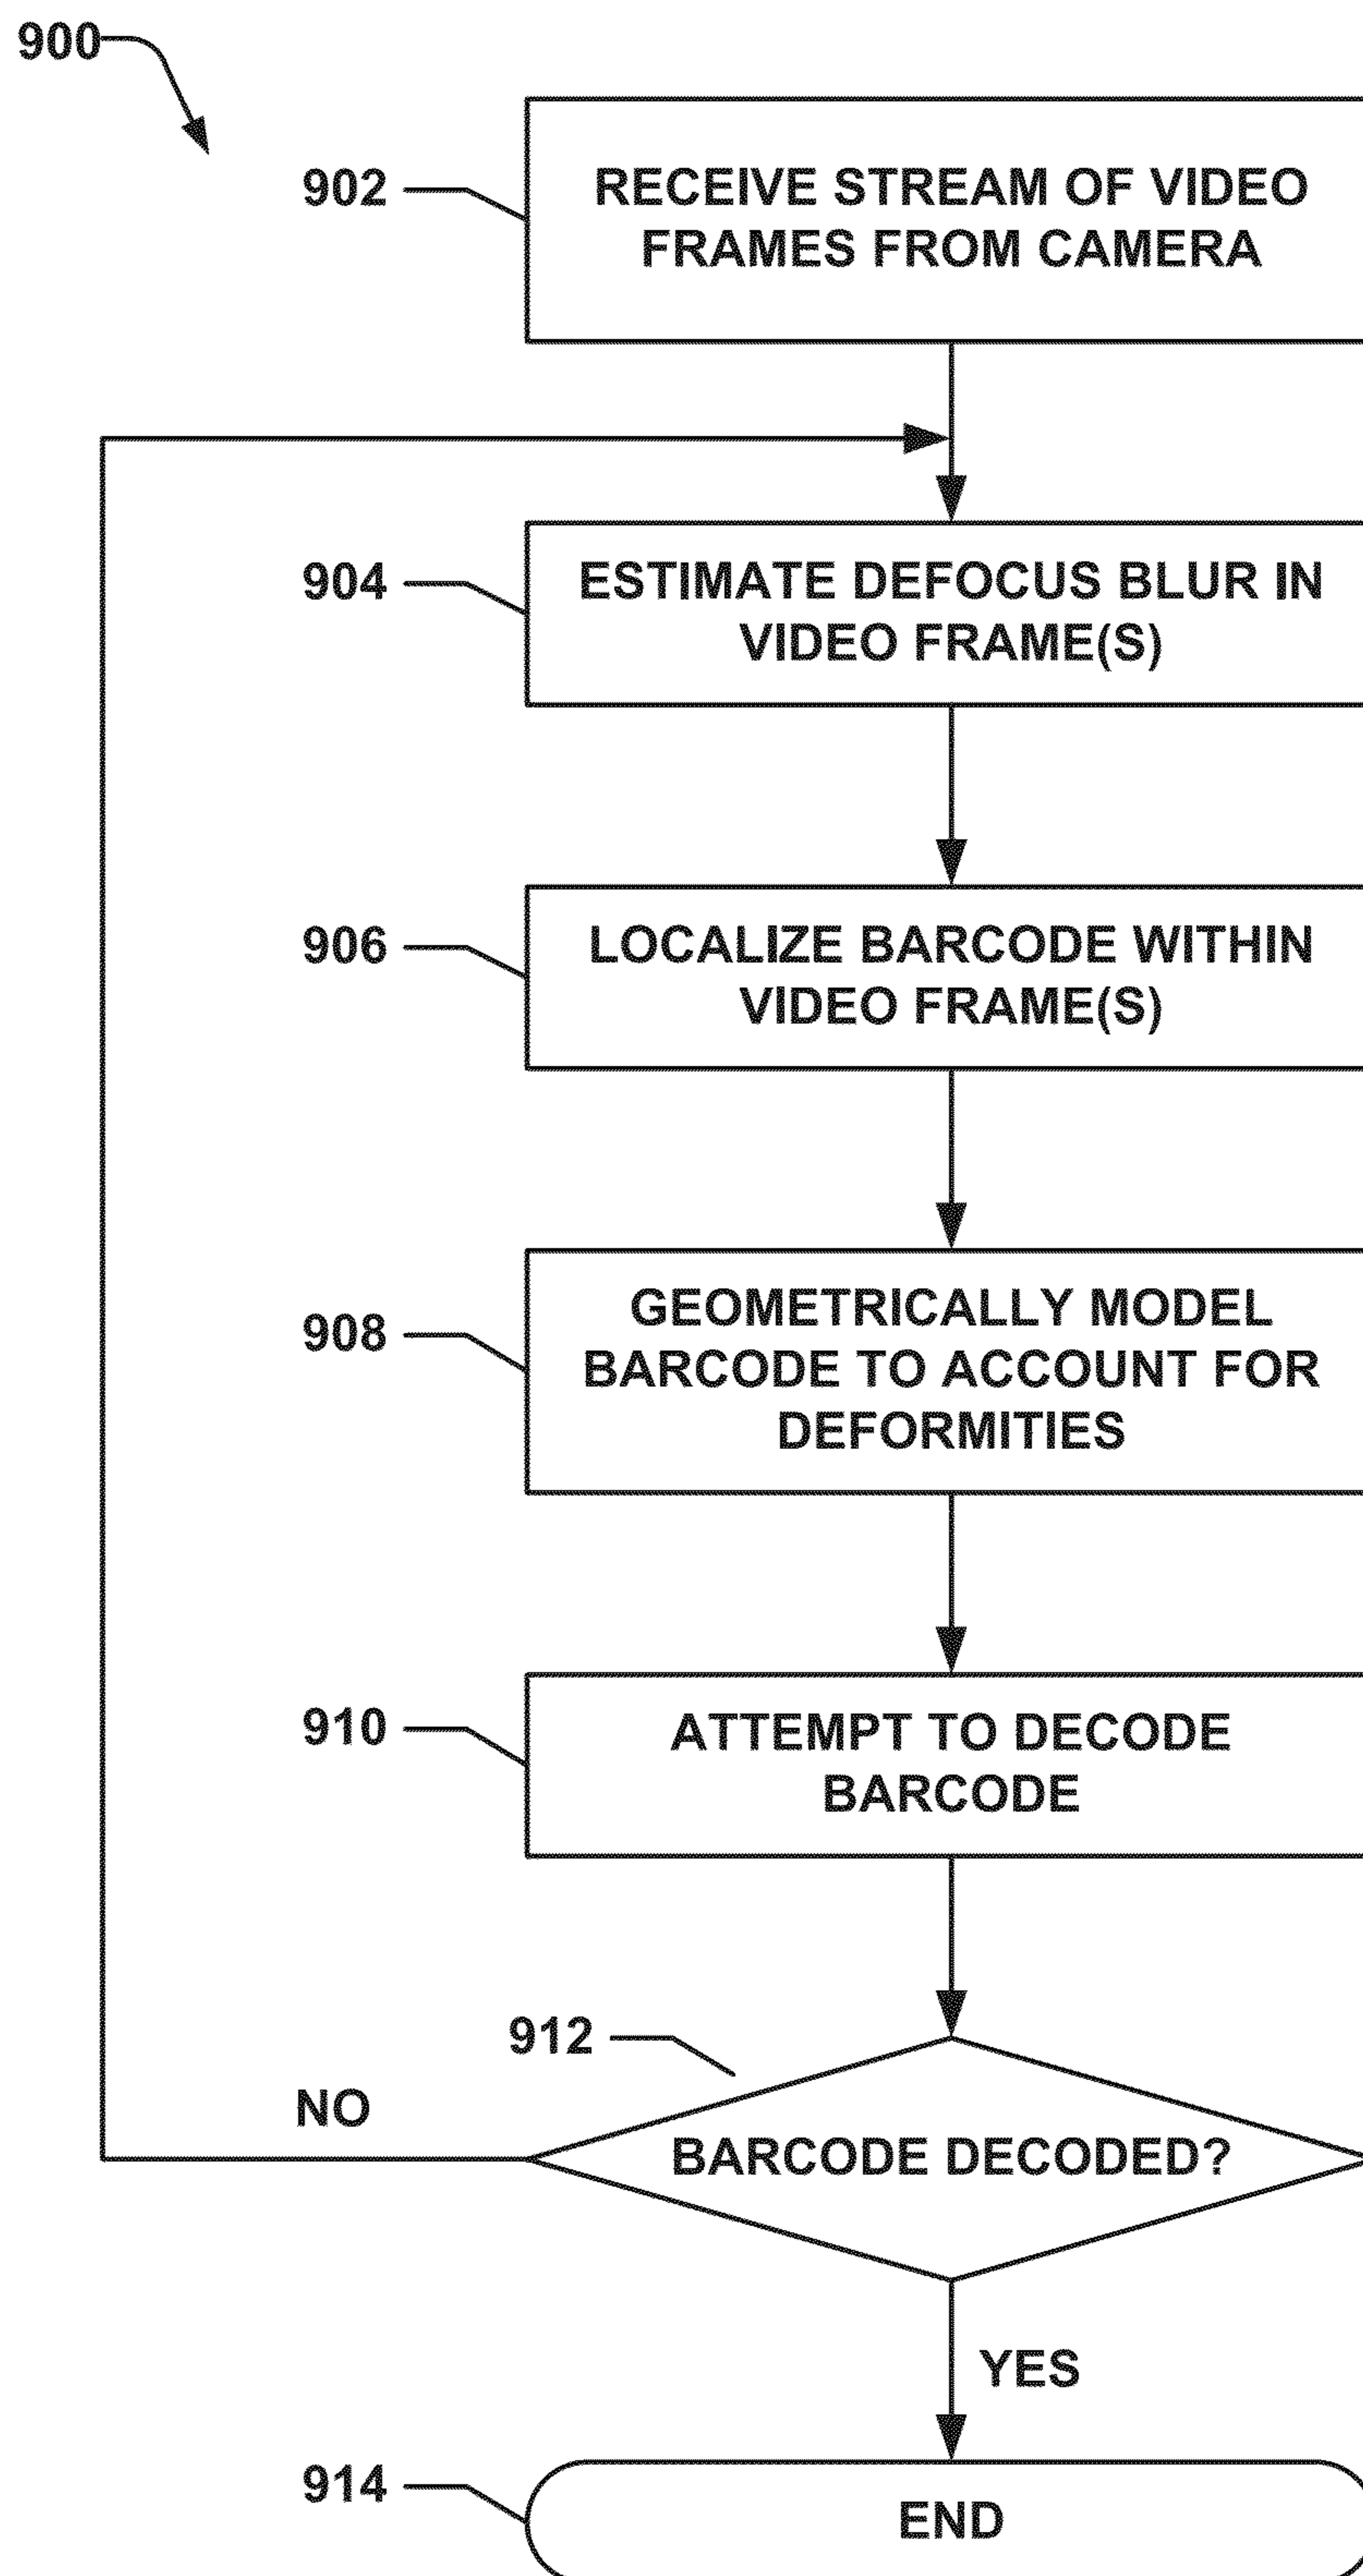 900
902
RECEIVE STREAM OF VIDEO
FRAMES FROM CAMERA
904
ESTIMATE DEFOCUS BLUR IN
VIDEO FRAME(S)
906
LOCALIZE BARCODE WITHIN
VIDEO FRAME(S)
908
GEOMETRICALLY MODEL
BARCODE TO ACCOUNT FOR
DEFORMITIES
910
ATTEMPT TO DECODE
BARCODE
912
NO
BARCODE DECODED?
YES
914
END